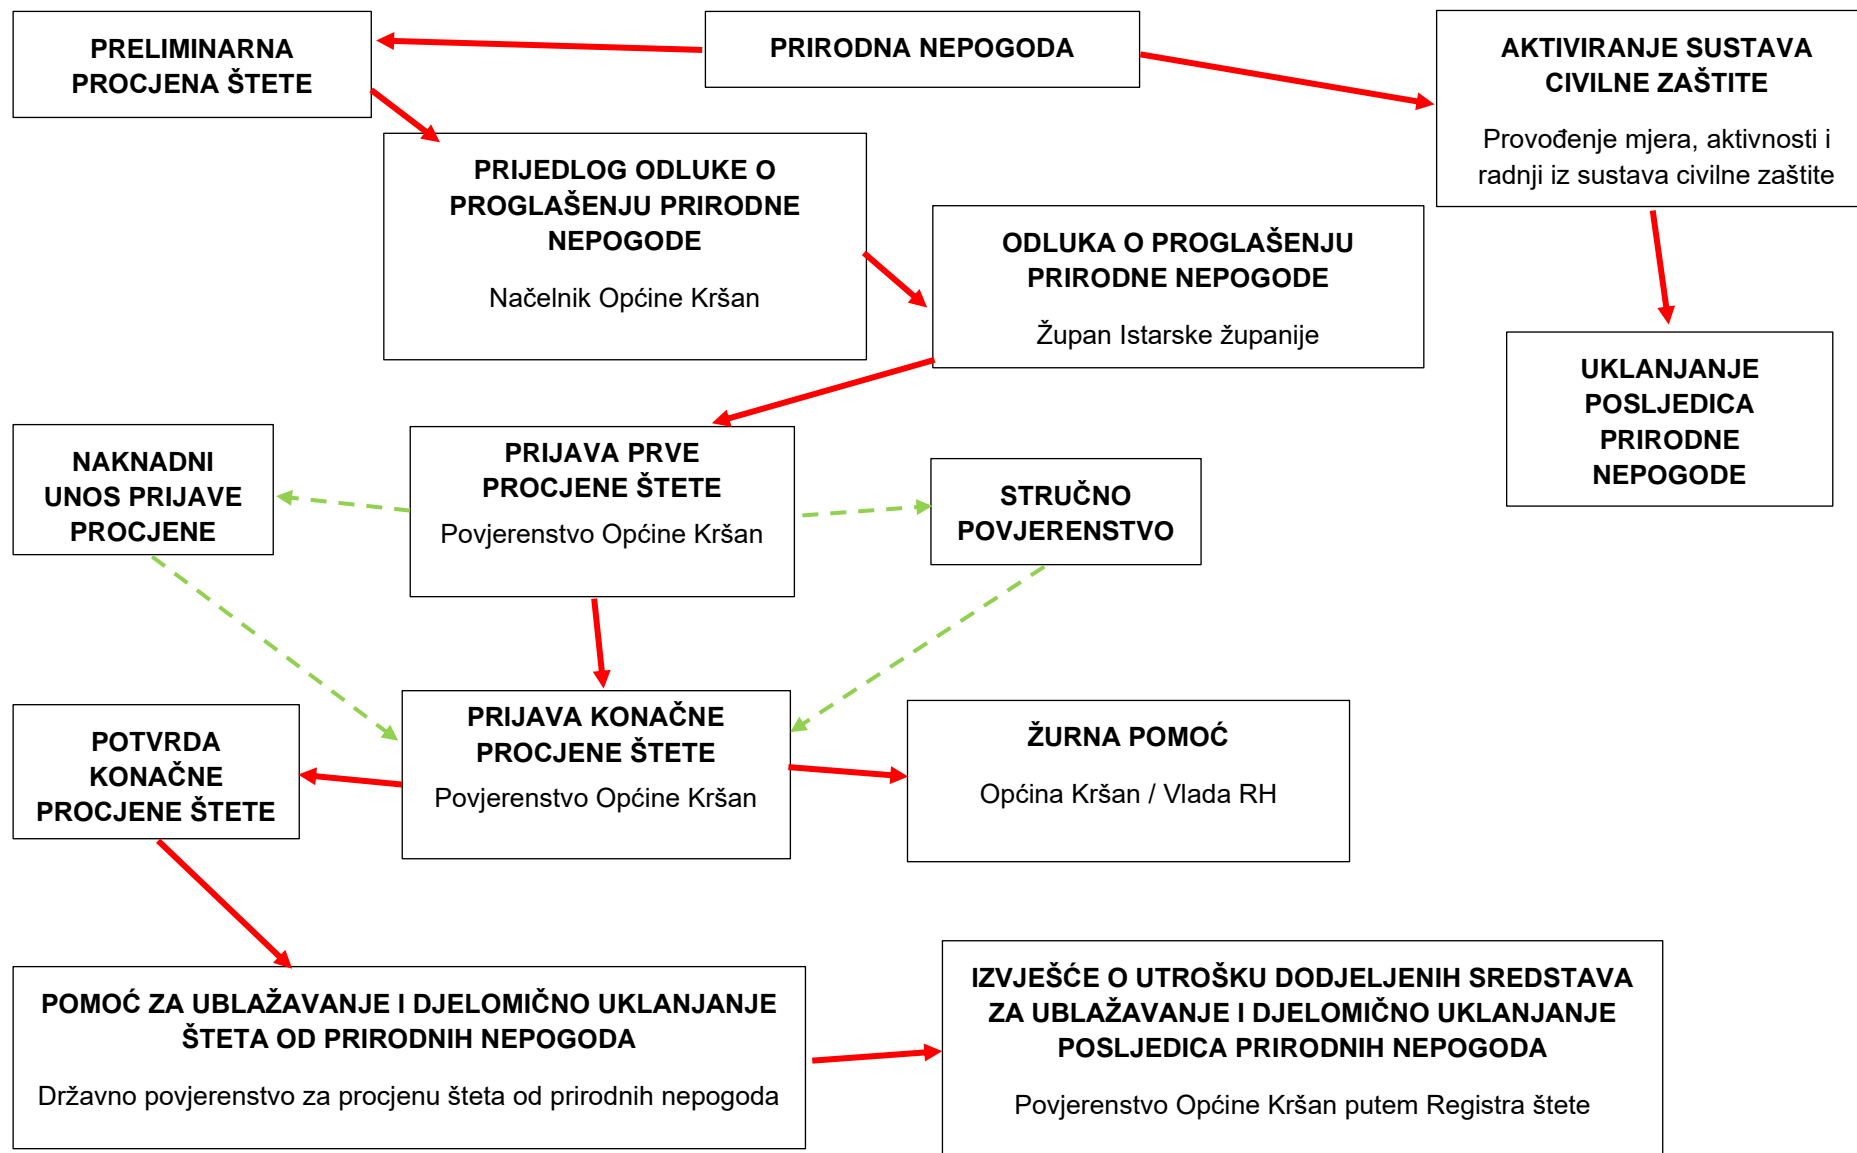 PRELIMINARNA
PROCJENA ŠTETE
PRIRODNA NEPOGODA
AKTIVIRANJE SUSTAVA
CIVILNE ZAŠTITE
Provođenje mjera, aktivnosti i
radnji iz sustava civilne zaštite
PRIJEDLOG ODLUKE O
PROGLAŠENJU PRIRODNE
NEPOGODE
Načelnik Općine Kršan
ODLUKA O PROGLAŠENJU
PRIRODNE NEPOGODE
Župan Istarske županije
UKLANJANJE
POSLJEDICA
PRIRODNE
NEPOGODE
NAKNADNI
UNOS PRIJAVE
PROCJENE
PRIJAVA PRVE
PROCJENE ŠTETE
Povjerenstvo Općine Kršan
STRUČNO
POVJERENSTVO
POTVRDA
KONAČNE
PROCJENE ŠTETE
PRIJAVA KONAČNE
PROCJENE ŠTETE
Povjerenstvo Općine Kršan
ŽURNA POMOĆ
Općina Kršan / Vlada RH
POMOĆ ZA UBLAŽAVANJE I DJELOMIČNO UKLANJANJE
ŠTETA OD PRIRODNIH NEPOGODA
Državno povjerenstvo za procjenu šteta od prirodnih nepogoda
IZVJEŠĆE O UTROŠKU DODJELJENIH SREDSTAVA
ZA UBLAŽAVANJE I DJELOMIČNO UKLANJANJE
POSLJEDICA PRIRODNIH NEPOGODA
Povjerenstvo Općine Kršan putem Registra štete